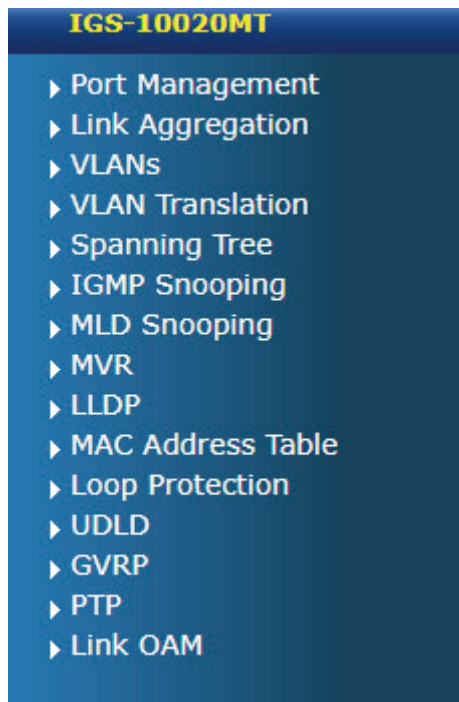 IGS-10020MT
Port Management
Link Aggregation
VLANs
VLAN Translation
Spanning Tree
IGMP Snooping
MLD Snooping
MVR
LLDP
MAC Address Table
Loop Protection
UDLD
GVRP
PTP
Link OAM